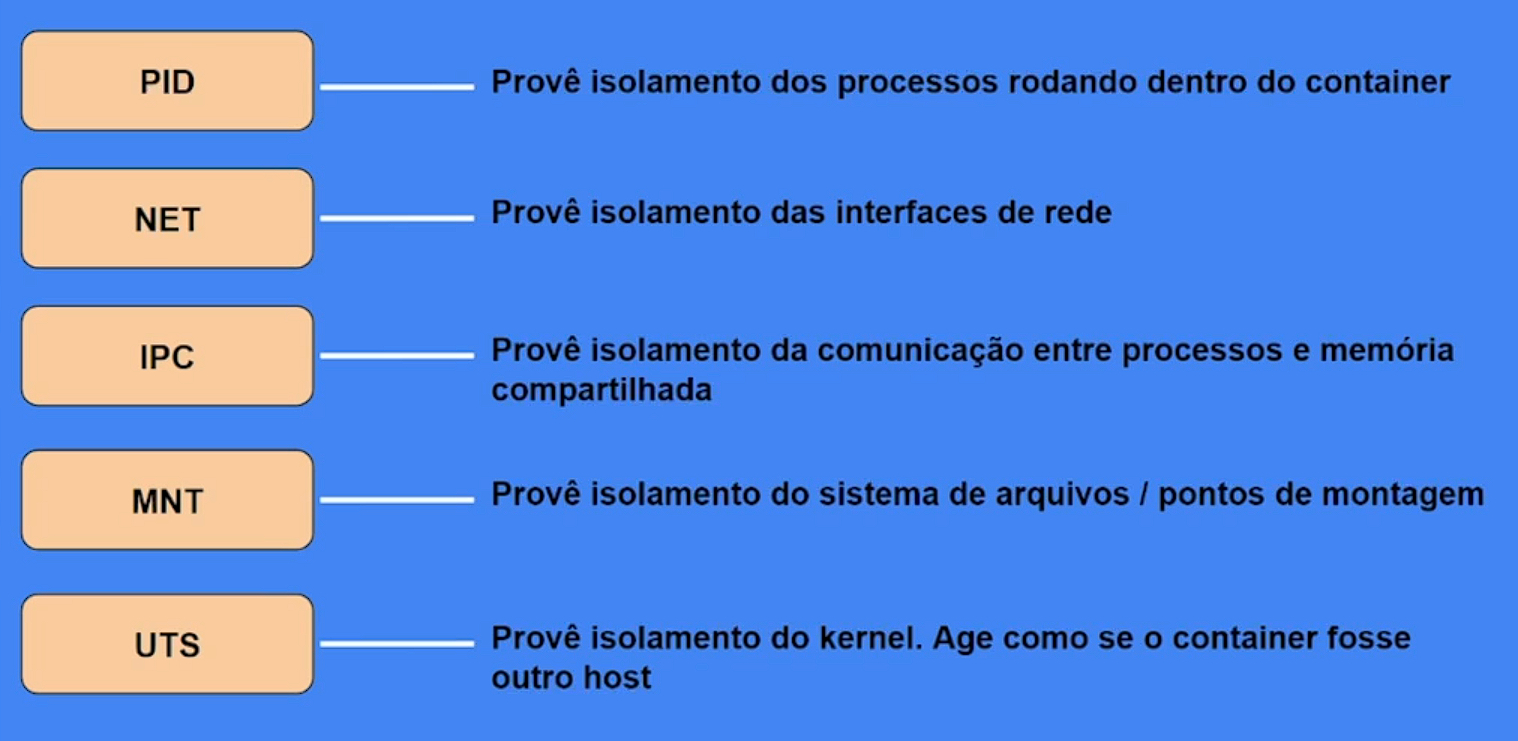 PID
Provê isolamento dos processos rodando dentro do container
NET
Provê isolamento das interfaces de rede
IPC
Provê isolamento da comunicação entre processos e memória
compartilhada
MNT
Provê isolamento do sistema de arquivos / pontos de montagem
UTS
Provê isolamento do kernel. Age como se o container fosse
outro host